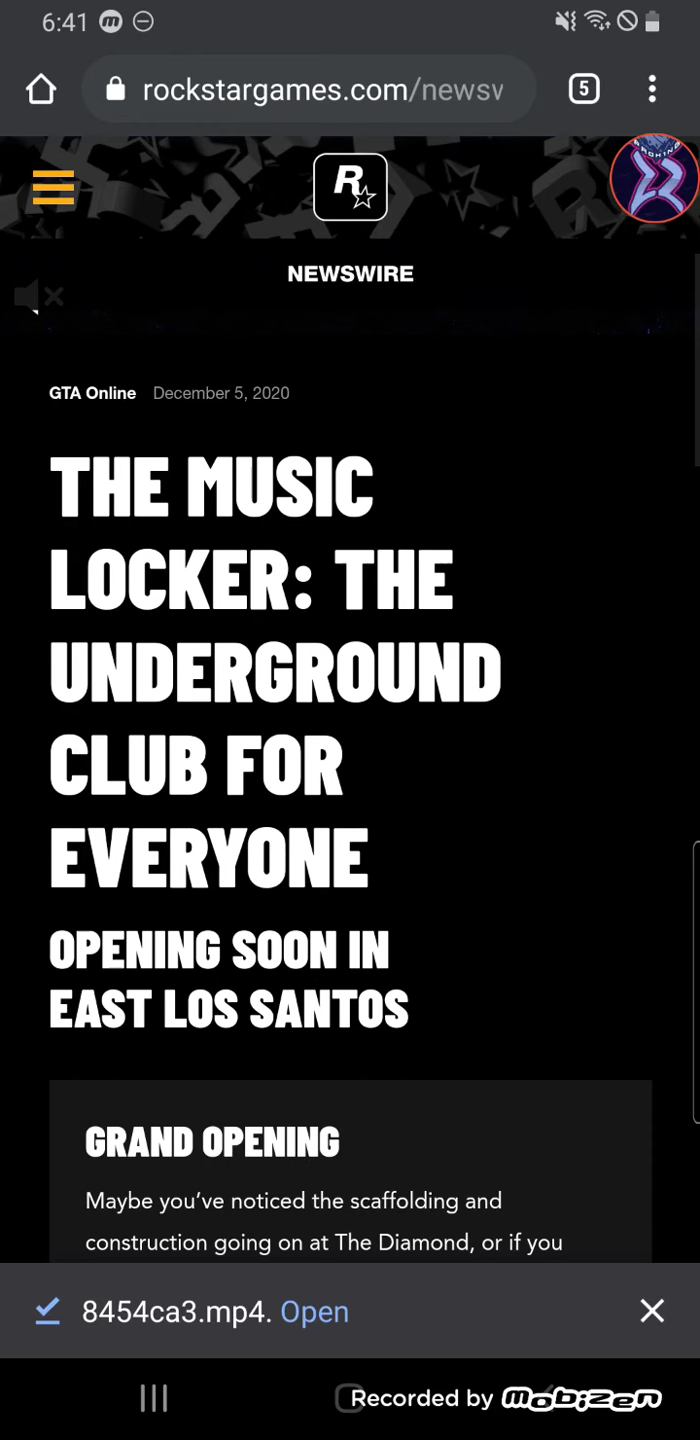 6:41
rockstargames.com/newsv
5
R
NEWSWIRE
GTA Online December 5, 2020
THE MUSIC
LOCKER: THE
UNDERGROUND
CLUB FOR
EVERYONE
OPENING SOON IN
EAST LOS SANTOS
GRAND OPENING
Maybe you’ve noticed the scaffolding and
construction going on at The Diamond, or if you
8454ca3.mp4. Open
Recorded by Mobizen